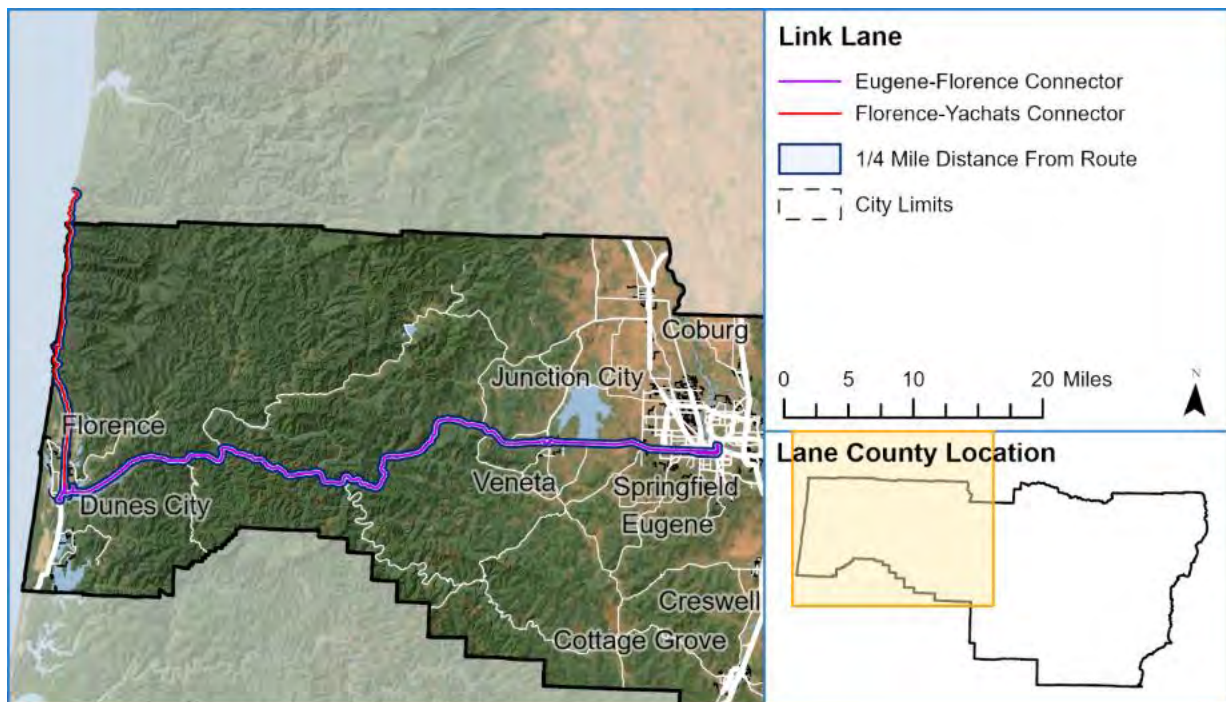 Link Lane
Eugene-Florence Connector
Florence-Yachats Connector
1/4 Mile Distance From Route
City Limits
0 5 10 20 Miles
N
Lane County Location
Coburg
Junction City
Florence
Veneta
Springfield
Dunes City
Eugene
Creswell
Cottage Grove